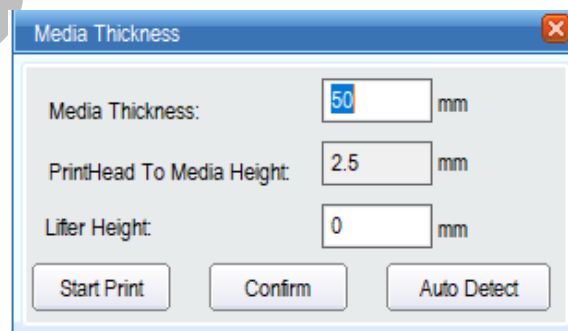 Media Thickness
Media Thickness: 50 mm
PrintHead To Media Height: 2.5 mm
Lifter Height: 0 mm
Start Print Confirm Auto Detect